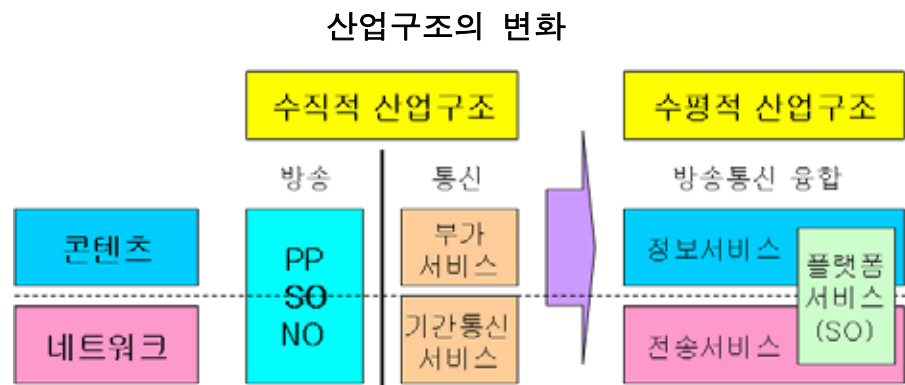 산업구조의 변화
수직적 산업구조
수평적 산업구조
방송
통신
방송통신 융합
콘텐츠
네트워크
PP
SO
NO
부가
서비스
기간통신
서비스
정보서비스
전송서비스
플랫폼
서비스
(SO)